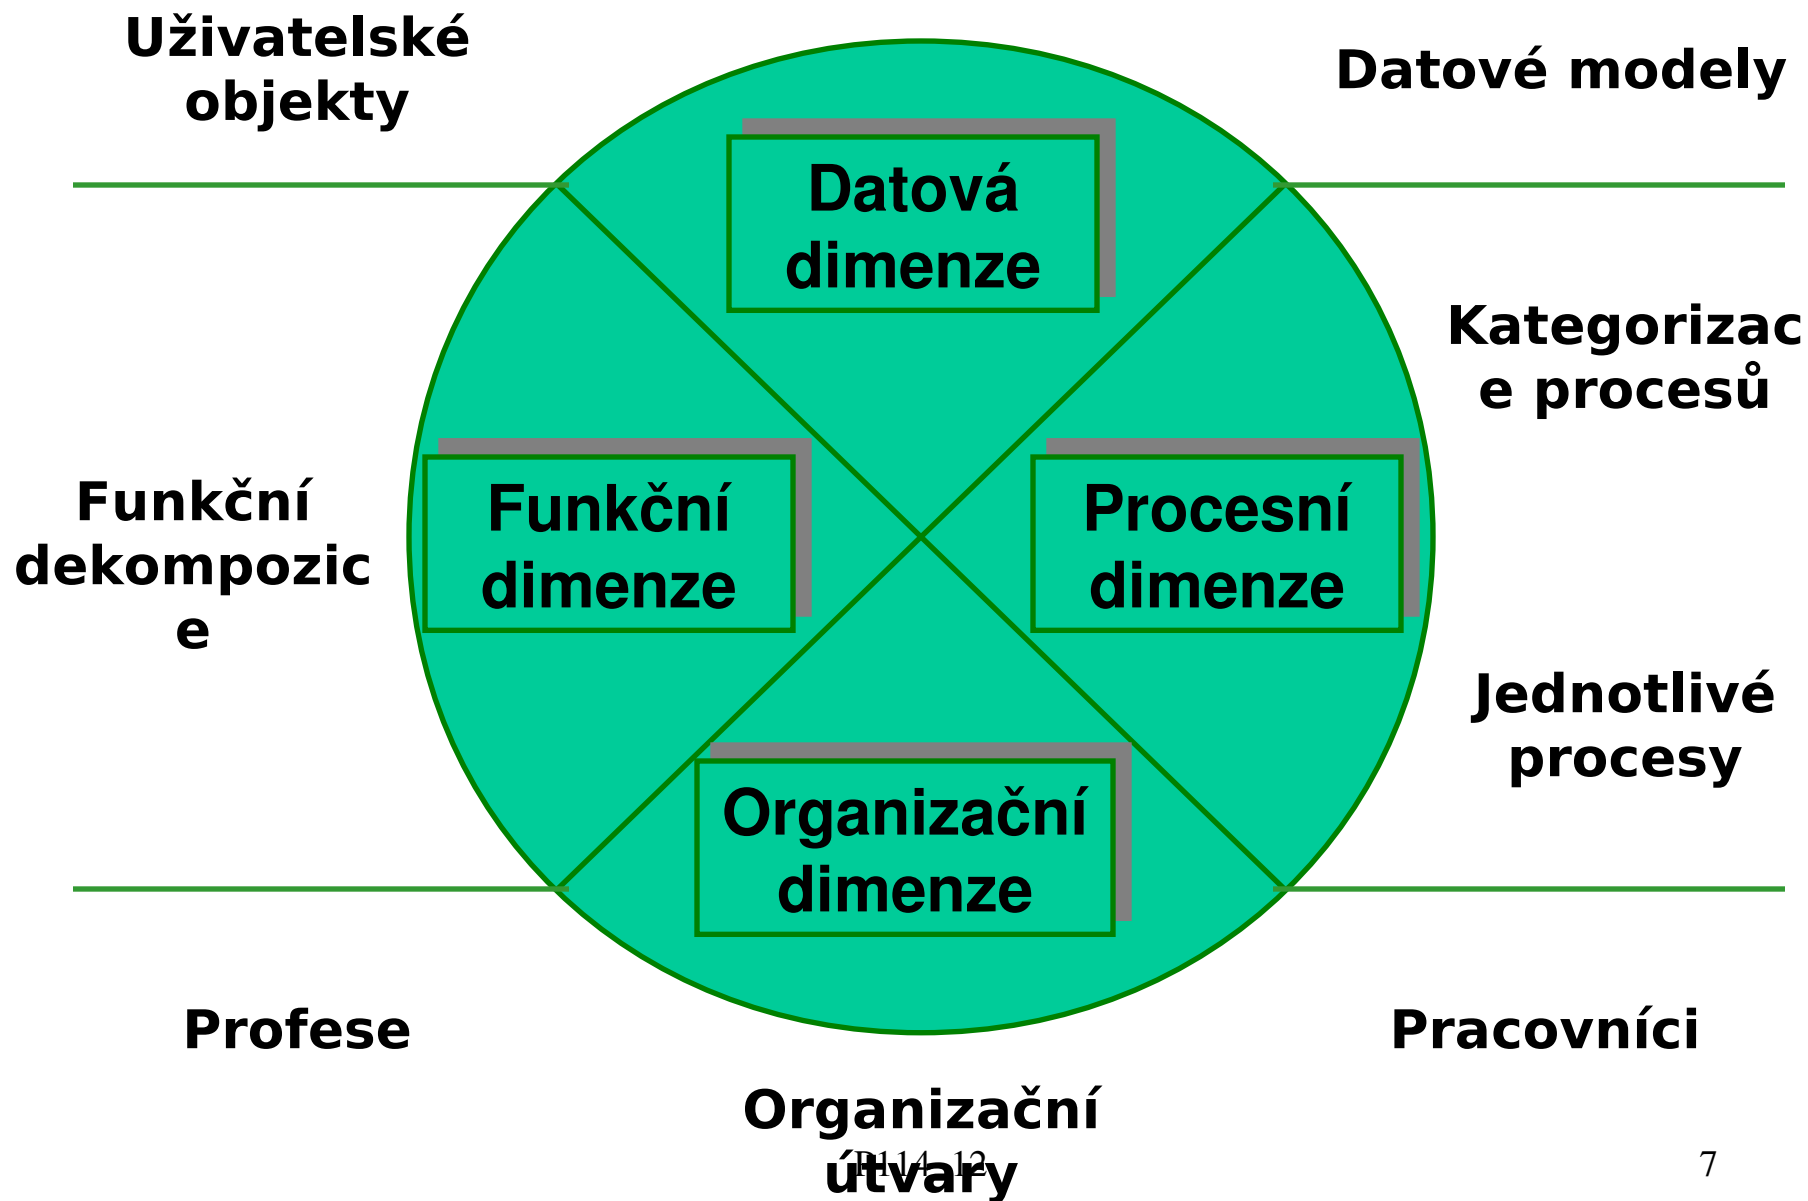 Uživatelské
objekty
Datové modely
Datová
dimenze
Kategorizac
e procesů
Funkční
dekompozic
e
Funkční
dimenze
Procesní
dimenze
Jednotlivé
procesy
Organizační
dimenze
Profese
Pracovníci
Organizační
útvary
7